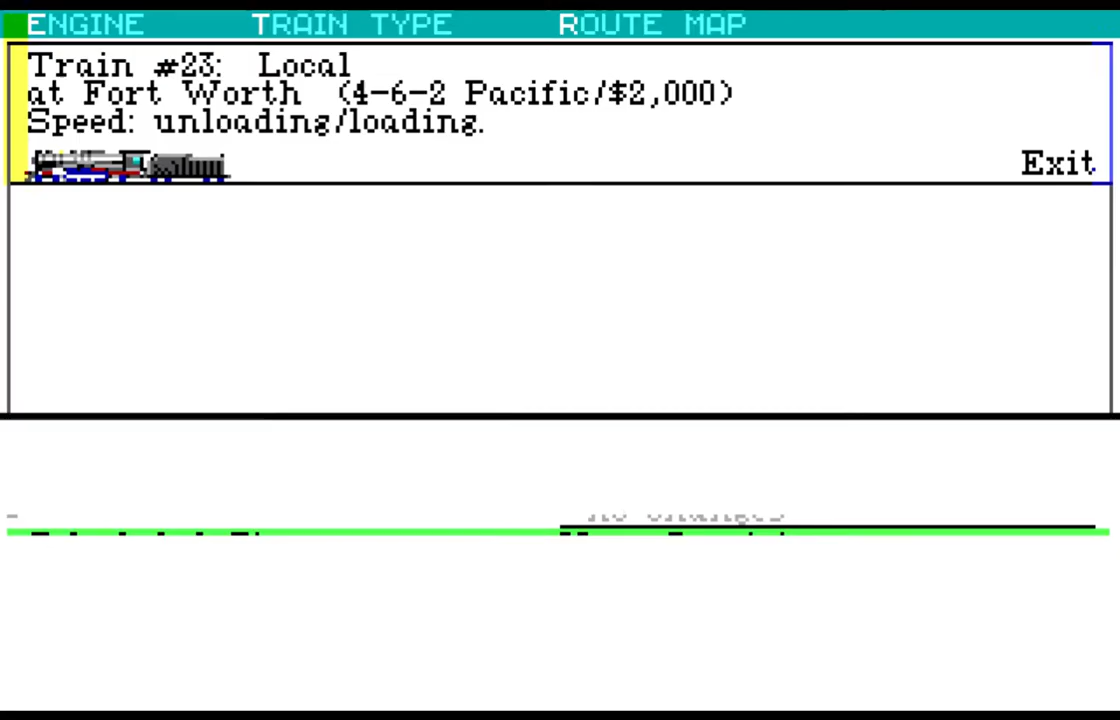 ENGINE TRAIN TYPE ROUTE MAP
Train #23: Local
at Fort Worth (4-6-2 Pacific/$2,000)
Speed: unloading/loading.
Exit